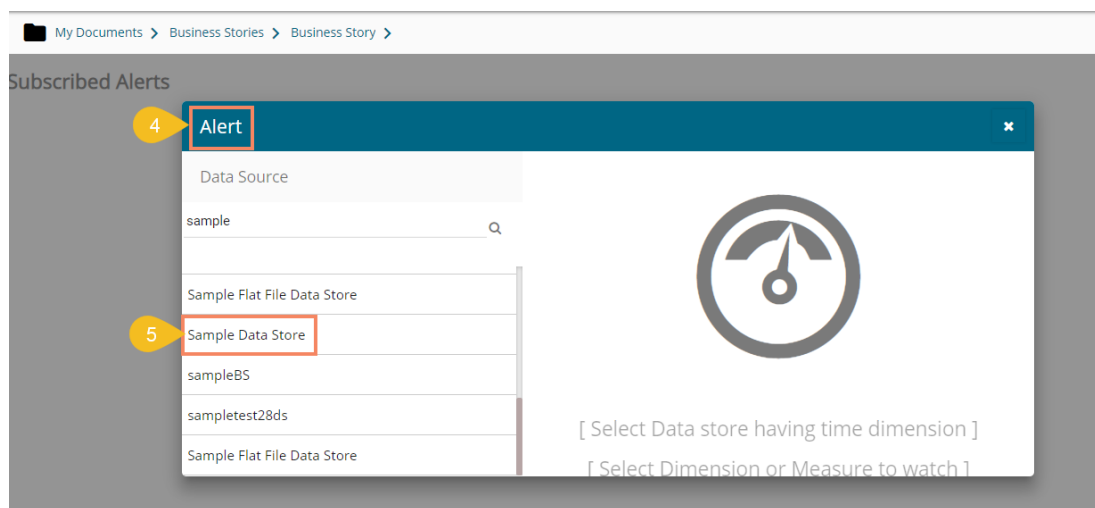 My Documents > Business Stories > Business Story >
Subscribed Alerts
4
Alert
Data Source
sample
Sample Flat File Data Store
5
Sample Data Store
sampleBS
sampletest28ds
Sample Flat File Data Store
[ Select Data store having time dimension ]
[ Select Dimension or Measure to watch ]